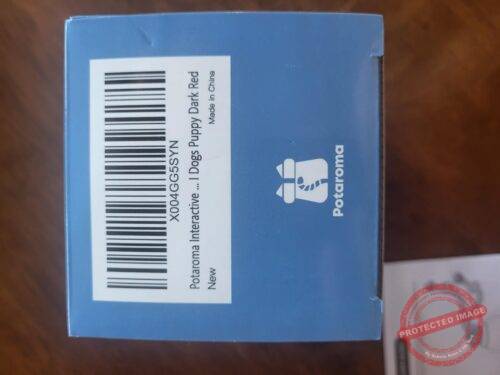 X004GG5SYN
Potaroma Interactive ... l Dogs Puppy Dark Red
New
Made in China
Potaroma
PROTECTED IMAGE